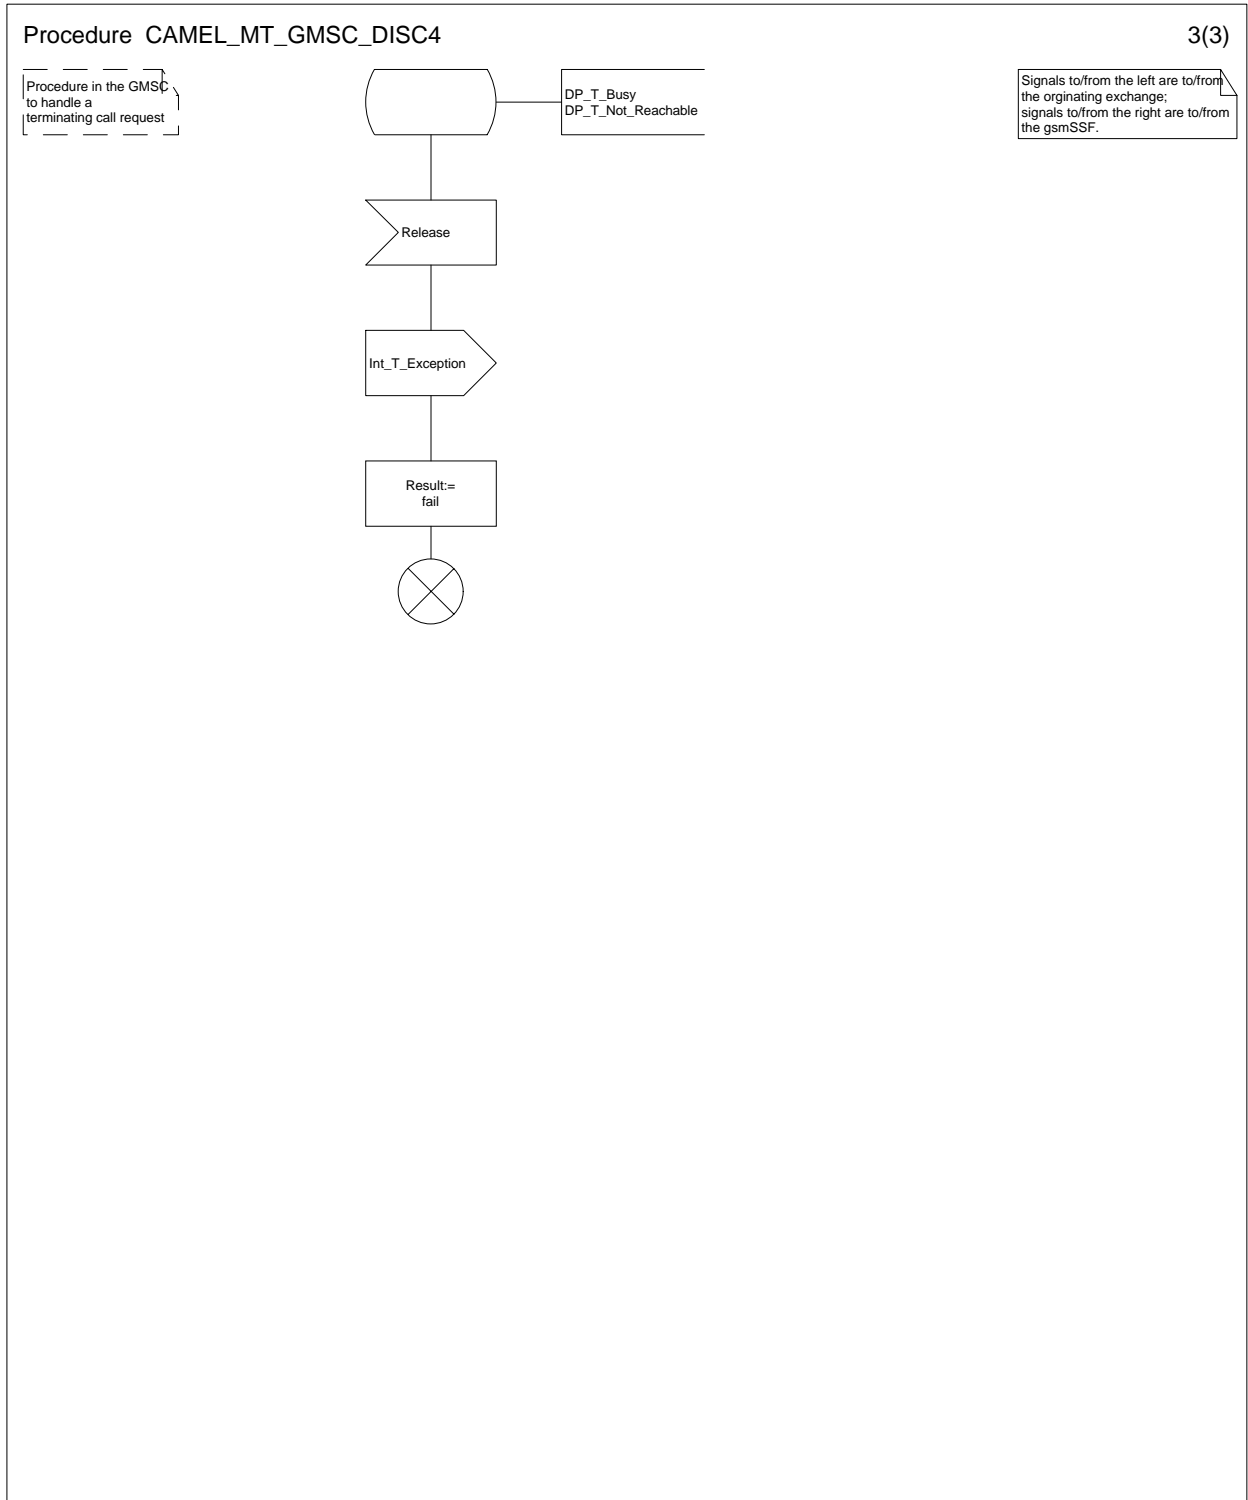 Procedure CAMEL_MT_GMSC_DISC4
3(3)
Procedure in the GMSC
to handle a
terminating call request
DP_T_Busy
DP_T_Not_Reachable
Signals to/from the left are to/from
the orginating exchange;
signals to/from the right are to/from
the gsmSSF.
Release
Int_T_Exception
Result:=
fail